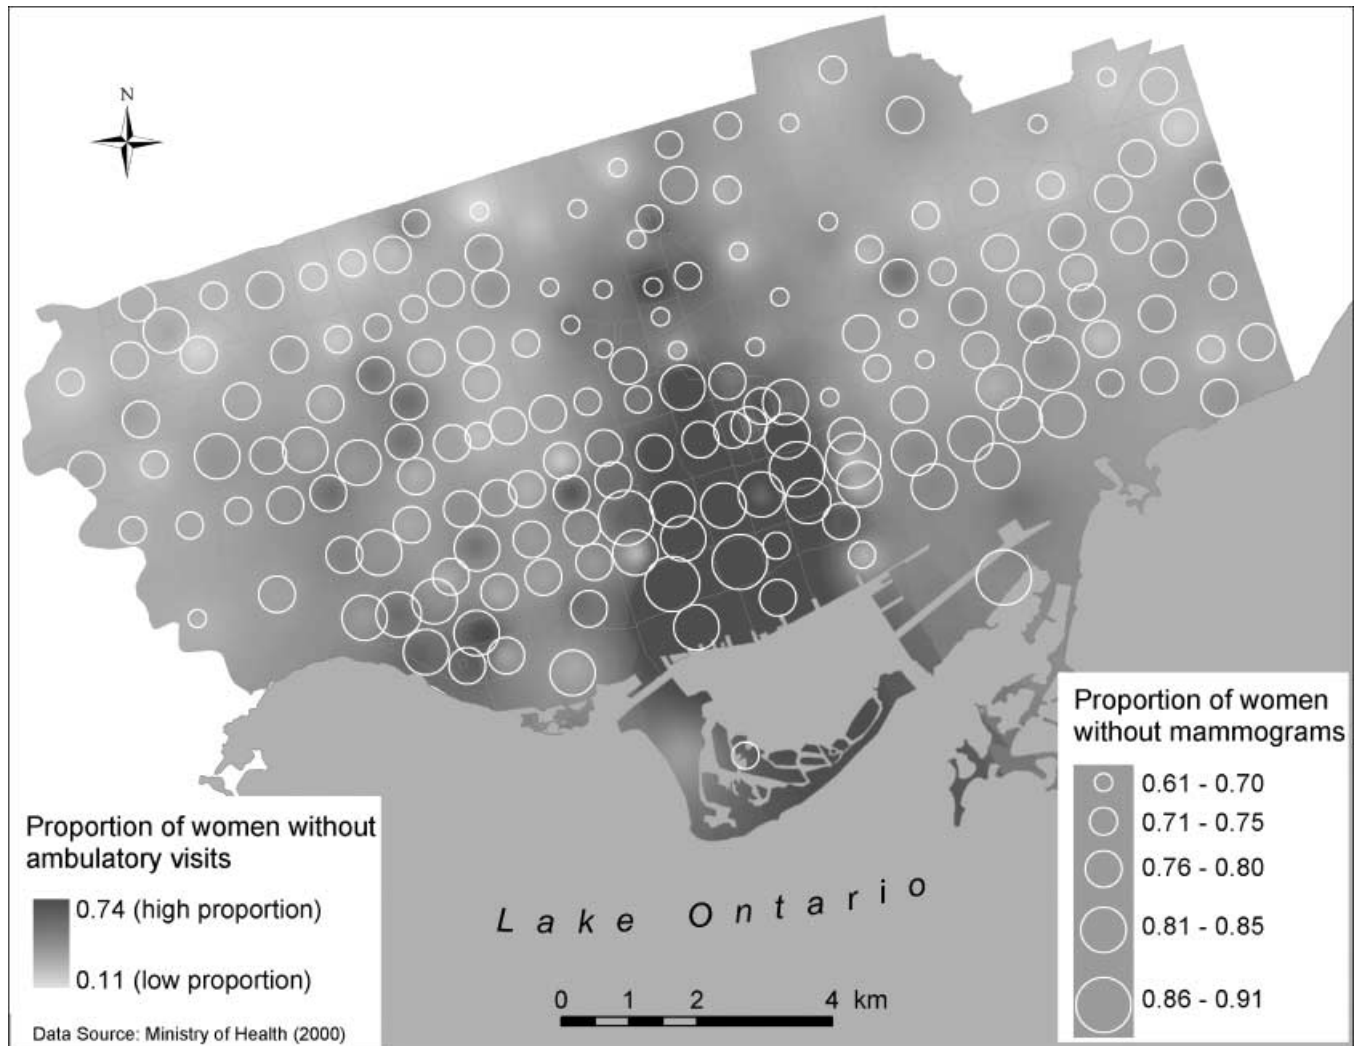 N
Proportion of women
without mammograms
0.61 - 0.70
0.71 - 0.75
0.76 - 0.80
0.81 - 0.85
0.86 - 0.91
Proportion of women without
ambulatory visits
0.74 (high proportion)
0.11 (low proportion)
Data Source: Ministry of Health (2000)
Lake Ontario
0 1 2 4 km